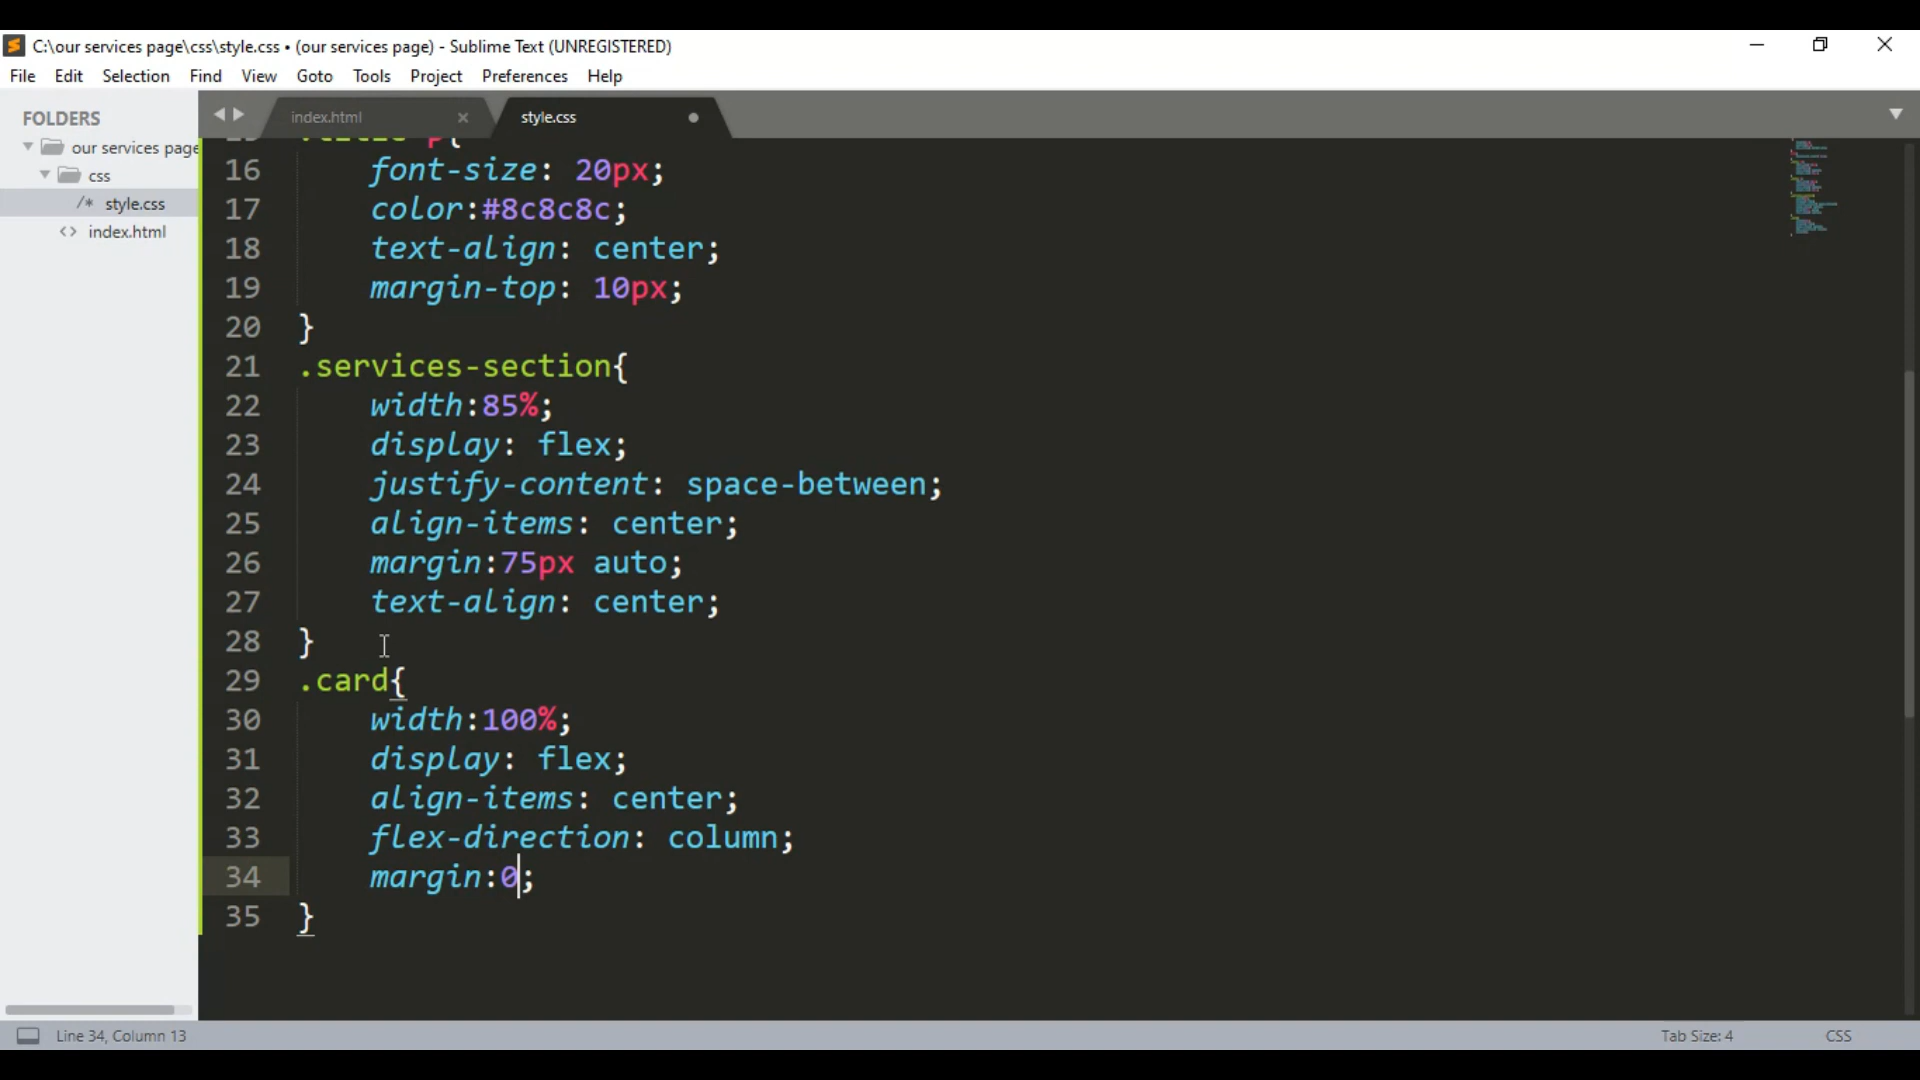 C:\our services page\css\style.css • (our services page) - Sublime Text (UNREGISTERED)
File Edit Selection Find View Goto Tools Project Preferences Help
FOLDERS
our services page
css
/* style.css
<> index.html
index.html × style.css
16 font-size: 20px;
17 color:#8c8c8c;
18 text-align: center;
19 margin-top: 10px;
20 }
21 .services-section{
22 width:85%;
23 display: flex;
24 justify-content: space-between;
25 align-items: center;
26 margin:75px auto;
27 text-align: center;
28 }
29 .card{
30 width:100%;
31 display: flex;
32 align-items: center;
33 flex-direction: column;
34 margin:0;
35 }
Line 34, Column 13
Tab Size: 4
CSS